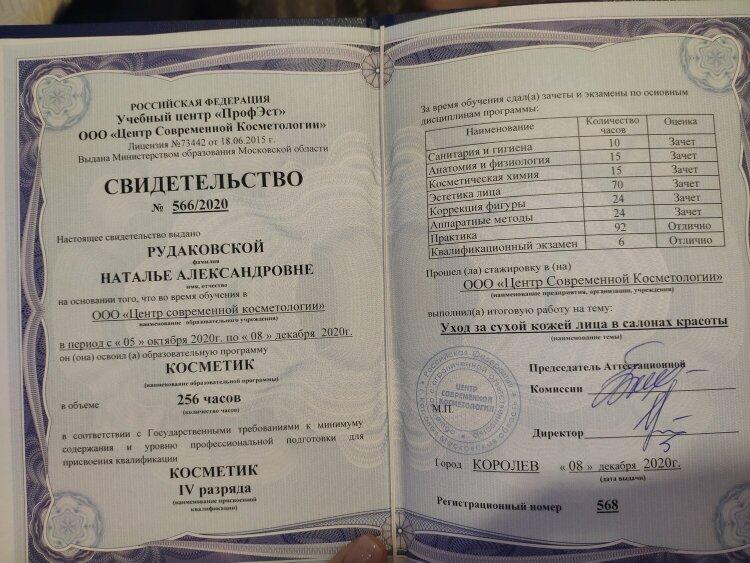 РОССИЙСКАЯ ФЕДЕРАЦИЯ
Учебный центр «ПрофЭст»
ООО «Центр Современной Косметологии»
Лицензия №73442 от 18.06.2015 г.
Выдана Министерством образования Московской области
СВИДЕТЕЛЬСТВО
№ 566/2020
Настоящее свидетельство выдано
РУДАКОВСКОЙ
фамилия
НАТАЛЬЕ АЛЕКСАНДРОВНЕ
имя, отчество
на основании того, что во время обучения в
ООО «Центр современной косметологии»
(наименование образовательного учреждения)
в период с « 05 » октября 2020г. по « 08 » декабря 2020г.
он (она) освоил (а) образовательную программу
КОСМЕТИК
(наименование образовательной программы)
в объеме 256 часов
(количество часов)
в соответствии с Государственными требованиями к минимуму
содержания и уровню профессиональной подготовки для
присвоения квалификации
КОСМЕТИК
IV разряда
(наименование присвоенной
квалификации)
За время обучения сдал(а) зачеты и экзамены по основным
дисциплинам программы:
Наименование Количество часов Оценка
Санитария и гигиена 10 Зачет
Анатомия и физиология 15 Зачет
Косметическая химия 15 Зачет
Эстетика лица 70 Зачет
Коррекция фигуры 24 Зачет
Аппаратные методы 24 Зачет
Практика 92 Отлично
Квалификационный экзамен 6 Отлично
Прошел (ла) стажировку в (на)
ООО «Центр Современной Косметологии»
(наименование предприятия, организации, учреждения)
выполнил(а) итоговую работу на тему:
Уход за сухой кожей лица в салонах красоты
(наименование темы)
Председатель Аттестационной
Комиссии
ЦЕНТР
СОВРЕМЕННОЙ
КОСМЕТОЛОГИИ
М.П.
Директор
Город КОРОЛЕВ « 08 » декабря 2020г.
(дата выдачи)
Регистрационный номер 568